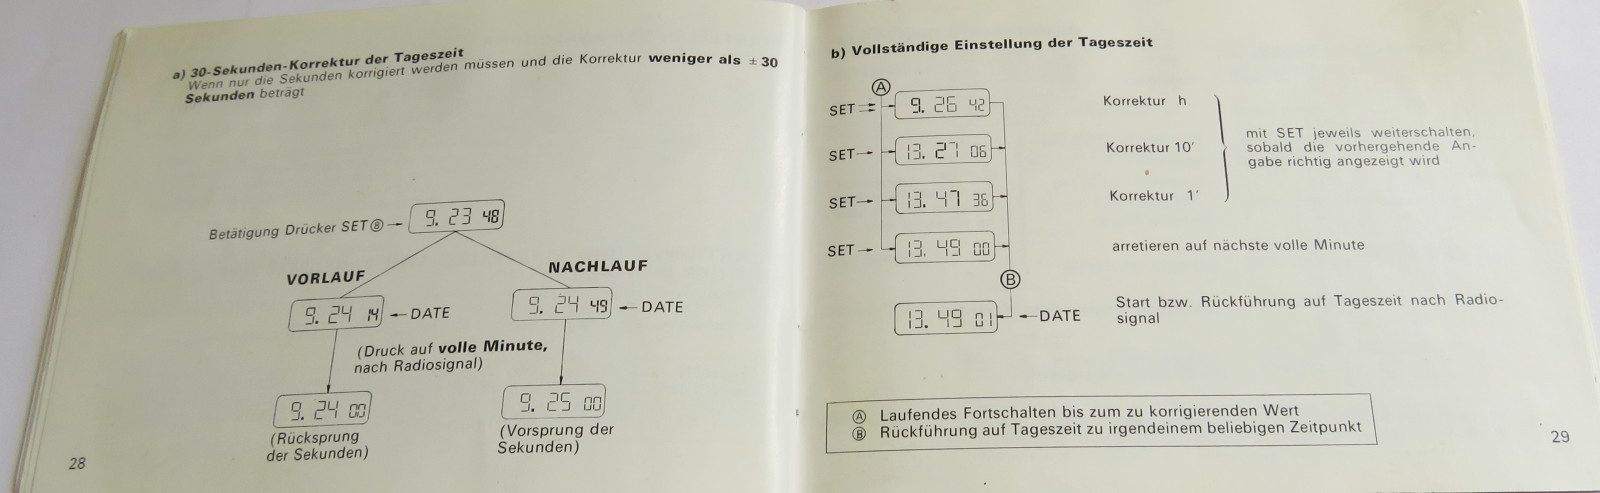 a) 30-Sekunden-Korrektur der Tageszeit
Wenn nur die Sekunden korrigiert werden müssen und die Korrektur weniger als ± 30
Sekunden beträgt
Betätigung Drücker SET⑧
9. 23 48
VORLAUF
NACHLAUF
9. 24 14
DATE
9. 24 49
DATE
(Druck auf volle Minute,
nach Radiosignal)
9. 24 00
9. 25 00
(Rücksprung
der Sekunden)
(Vorsprung der
Sekunden)
28
b) Vollständige Einstellung der Tageszeit
Ⓐ
SET
9. 26 42
Korrektur h
SET
13. 27 06
Korrektur 10'
SET
13. 47 36
Korrektur 1'
mit SET jeweils weiterschalten,
sobald die vorhergehende An-
gabe richtig angezeigt wird
SET
13. 49 00
arretieren auf nächste volle Minute
Ⓑ
13. 49 01
DATE
Start bzw. Rückführung auf Tageszeit nach Radio-
signal
Ⓐ Laufendes Fortschalten bis zum zu korrigierenden Wert
Ⓑ Rückführung auf Tageszeit zu irgendeinem beliebigen Zeitpunkt
29